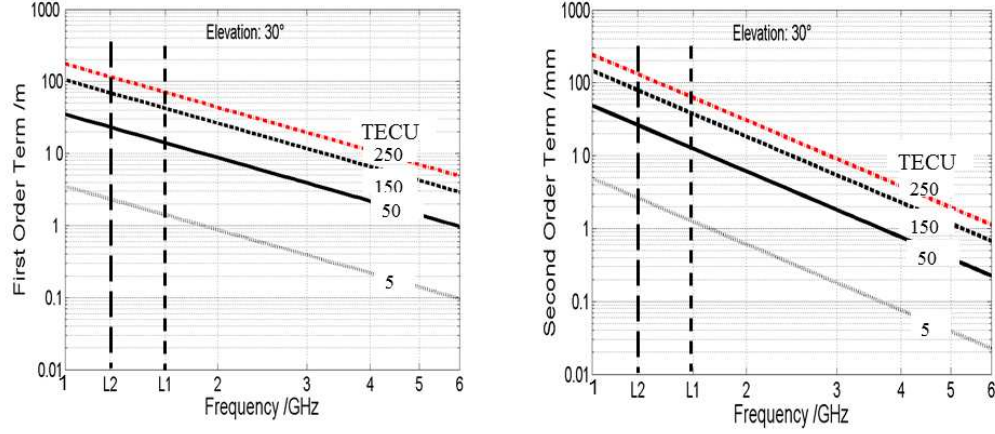 1000
Elevation: 30°
100
10
1
0.1
0.01
First Order Term /m
TECU
250
150
50
5
1
L2
L1
2
3
4
5
6
Frequency /GHz
1000
Elevation: 30°
100
10
1
0.1
0.01
Second Order Term /mm
TECU
250
150
50
5
1
L2
L1
2
3
4
5
6
Frequency /GHz